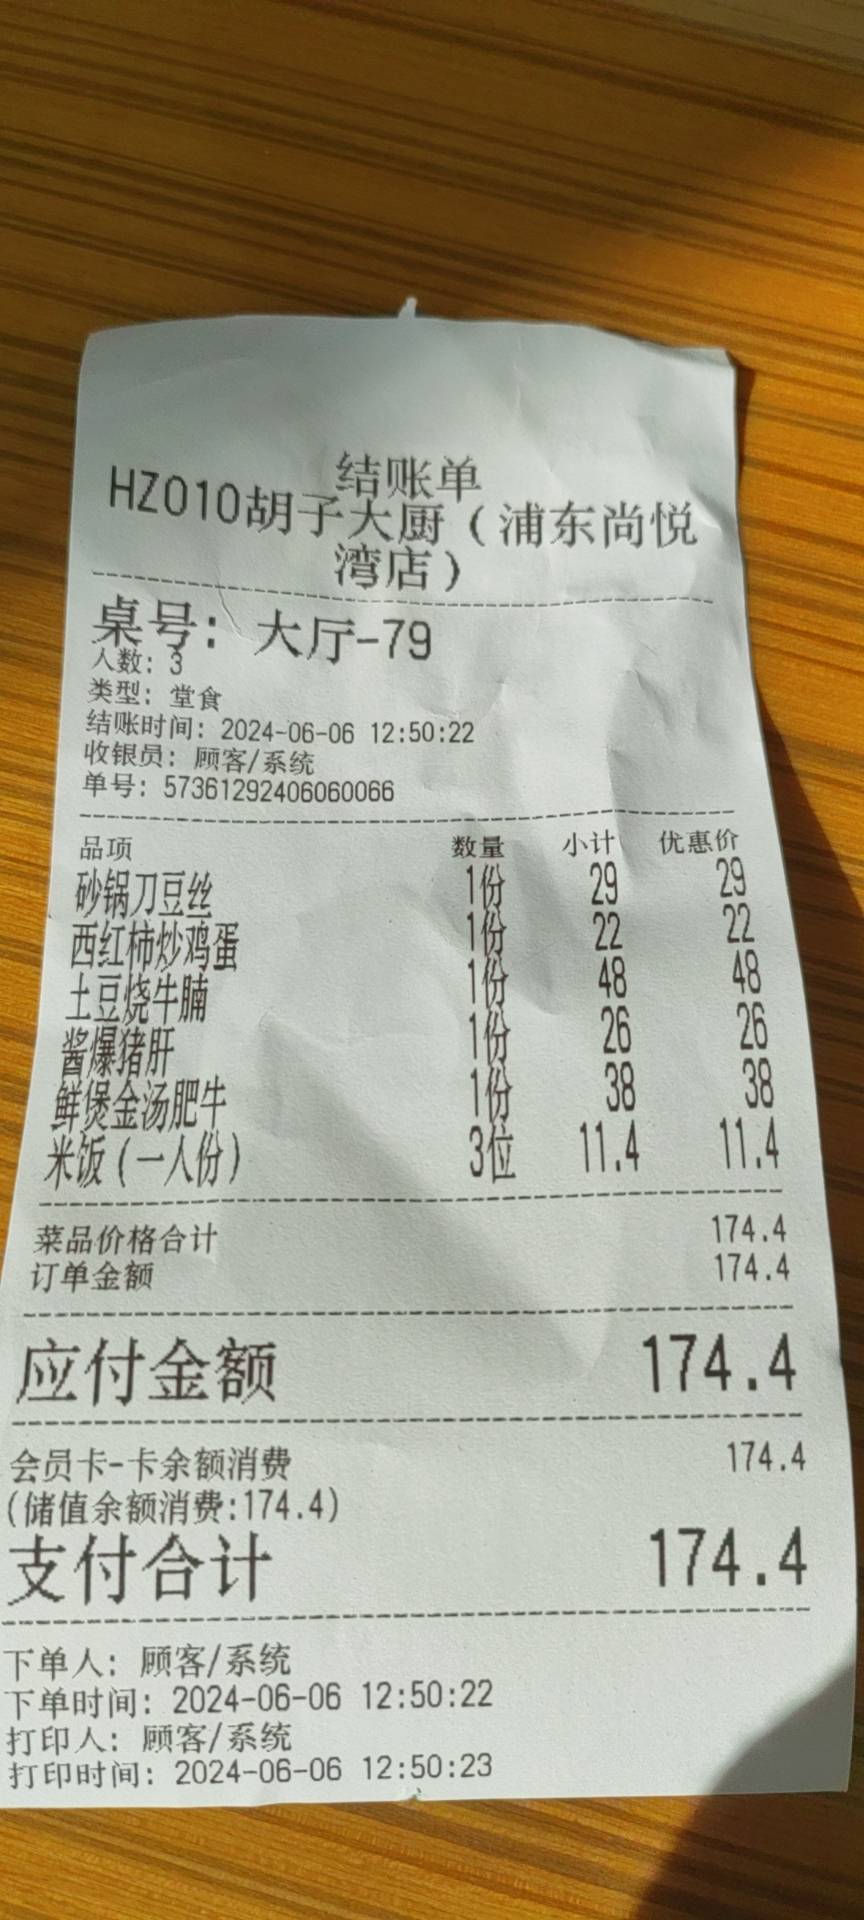 结账单
HZ010胡子大厨（浦东尚悦
湾店）
桌号：大厅-79
人数：3
类型：堂食
结账时间：2024-06-06 12:50:22
收银员：顾客/系统
单号：57361292406060066
品项 数量 小计 优惠价
砂锅刀豆丝 1份 29 29
西红柿炒鸡蛋 1份 22 22
土豆烧牛腩 1份 48 48
酱爆猪肝 1份 26 26
鲜煲金汤肥牛 1份 38 38
米饭（一人份） 3位 11.4 11.4
菜品价格合计 174.4
订单金额 174.4
应付金额 174.4
会员卡-卡余额消费 174.4
(储值余额消费:174.4)
支付合计 174.4
下单人：顾客/系统
下单时间：2024-06-06 12:50:22
打印人：顾客/系统
打印时间：2024-06-06 12:50:23